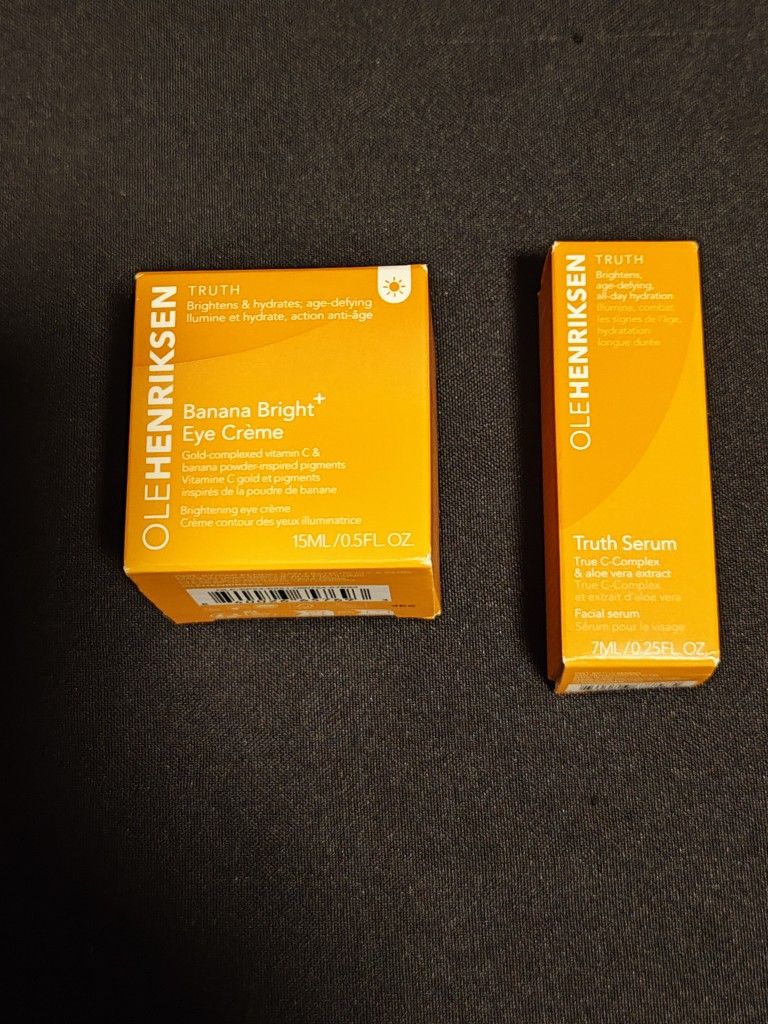 OLEHENRIKSEN
TRUTH
Brightens & hydrates; age-defying
Ilumine et hydrate, action anti-âge
Banana Bright+
Eye Crème
Gold-complexed vitamin C &
banana powder-inspired pigments
Vitamine C gold et pigments
inspirés de la poudre de banane
Brightening eye crème
Crème contour des yeux illuminatrice
15ML/0.5FL. OZ.
OLEHENRIKSEN
TRUTH
Brightens,
age-defying,
all-day hydration
Illumine, combat
les signes de l'âge,
hydratation
longue durée
Truth Serum
True C-Complex
& aloe vera extract
True C-Complex
et extrait d'aloe vera
Facial serum
Sérum pour le visage
7ML/0.25FL. OZ.